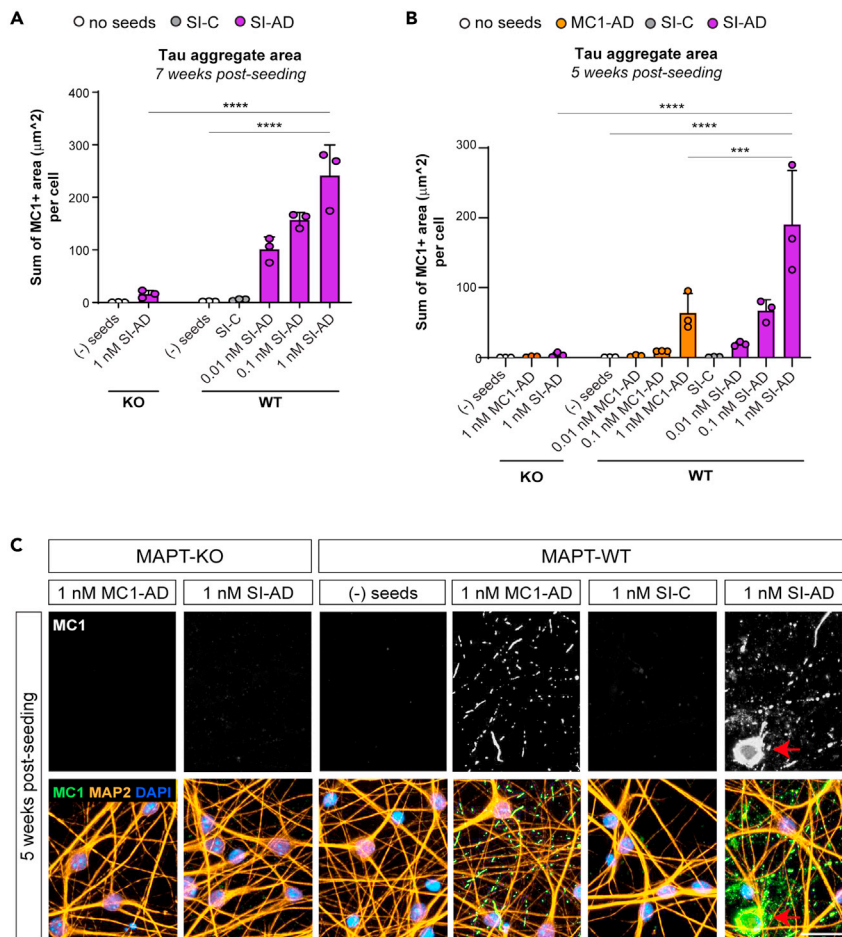 A
no seeds SI-C SI-AD
Tau aggregate area
7 weeks post-seeding
Sum of MC1+ area (μm^2)
per cell
400
300
200
100
0
****
****
(-) seeds
1 nM SI-AD
(-) seeds
SI-C
0.01 nM SI-AD
0.1 nM SI-AD
1 nM SI-AD
KO
WT
B
no seeds MC1-AD SI-C SI-AD
Tau aggregate area
5 weeks post-seeding
Sum of MC1+ area (μm^2)
per cell
300
200
100
0
****
****
***
(-) seeds
1 nM MC1-AD
1 nM SI-AD
(-) seeds
0.01 nM MC1-AD
0.1 nM MC1-AD
1 nM MC1-AD
SI-C
0.01 nM SI-AD
0.1 nM SI-AD
1 nM SI-AD
KO
WT
C
MAPT-KO
MAPT-WT
1 nM MC1-AD
1 nM SI-AD
(-) seeds
1 nM MC1-AD
1 nM SI-C
1 nM SI-AD
5 weeks post-seeding
MC1
MC1 MAP2 DAPI